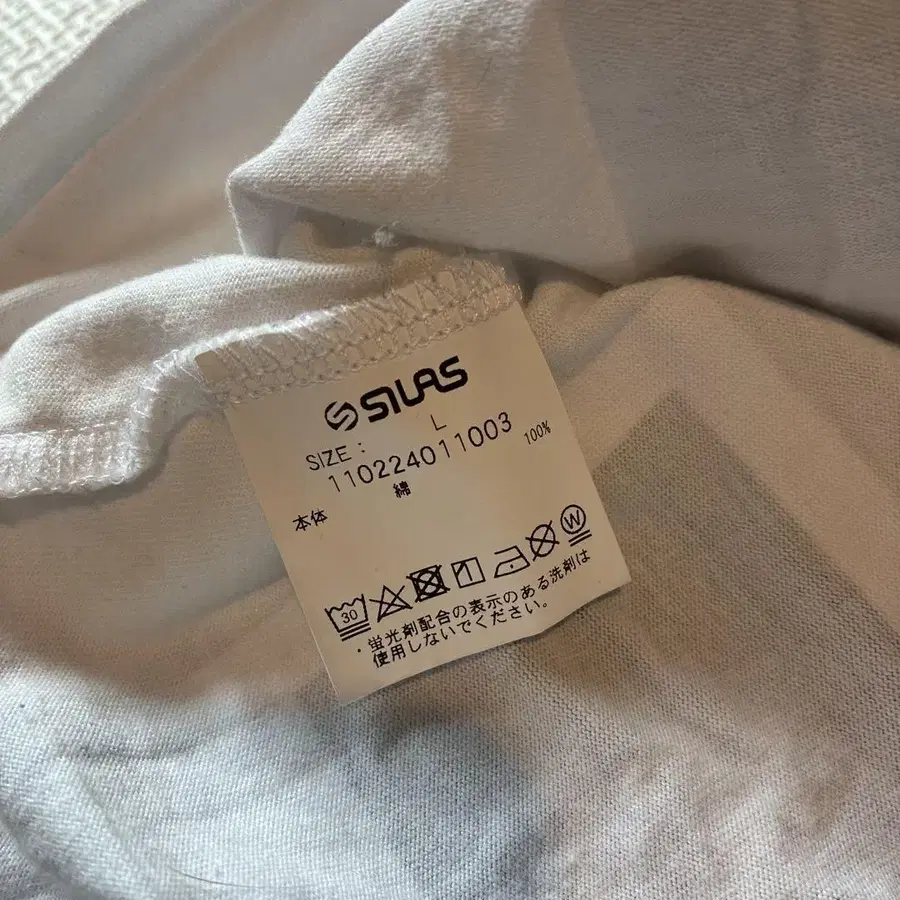 SILAS
SIZE: L
110224011003
本体 綿 100%
30 W
・蛍光剤配合の表示のある洗剤は
使用しないでください。